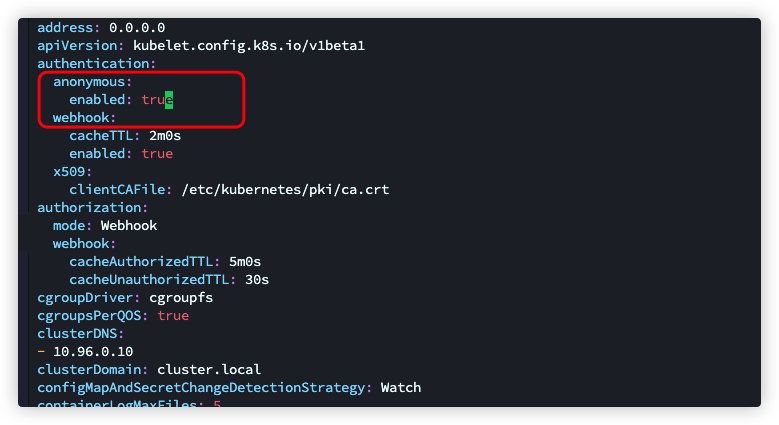 address: 0.0.0.0
apiVersion: kubelet.config.k8s.io/v1beta1
authentication:
  anonymous:
    enabled: true
  webhook:
    cacheTTL: 2m0s
    enabled: true
  x509:
    clientCAFile: /etc/kubernetes/pki/ca.crt
authorization:
  mode: Webhook
  webhook:
    cacheAuthorizedTTL: 5m0s
    cacheUnauthorizedTTL: 30s
cgroupDriver: cgroupfs
cgroupsPerQOS: true
clusterDNS:
- 10.96.0.10
clusterDomain: cluster.local
configMapAndSecretChangeDetectionStrategy: Watch
containerLogMaxFiles: 5